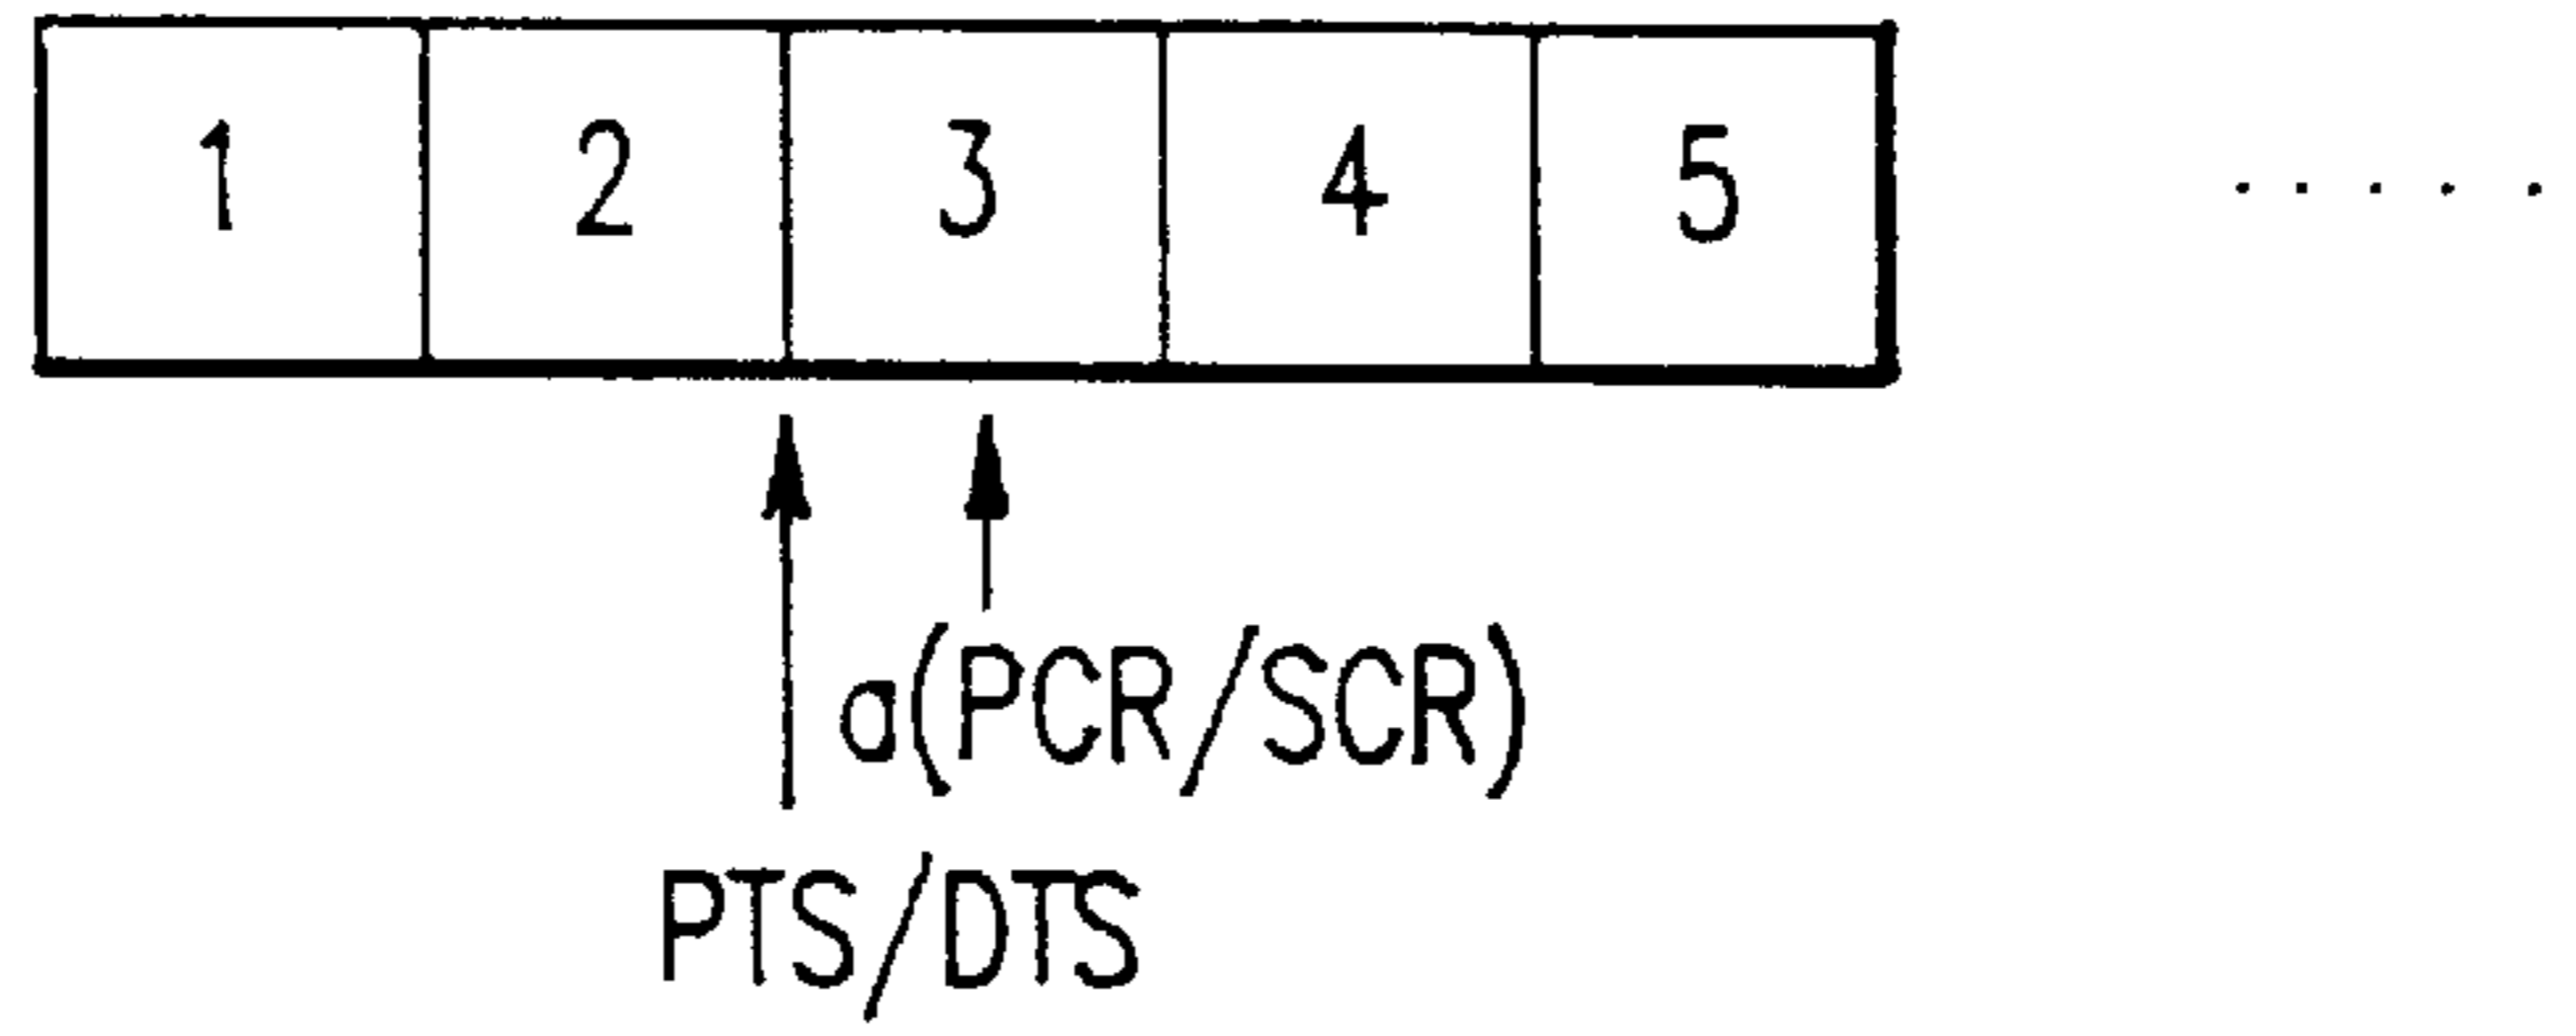 1 2 3 4 5 . . . . .
a(PCR/SCR)
PTS/DTS